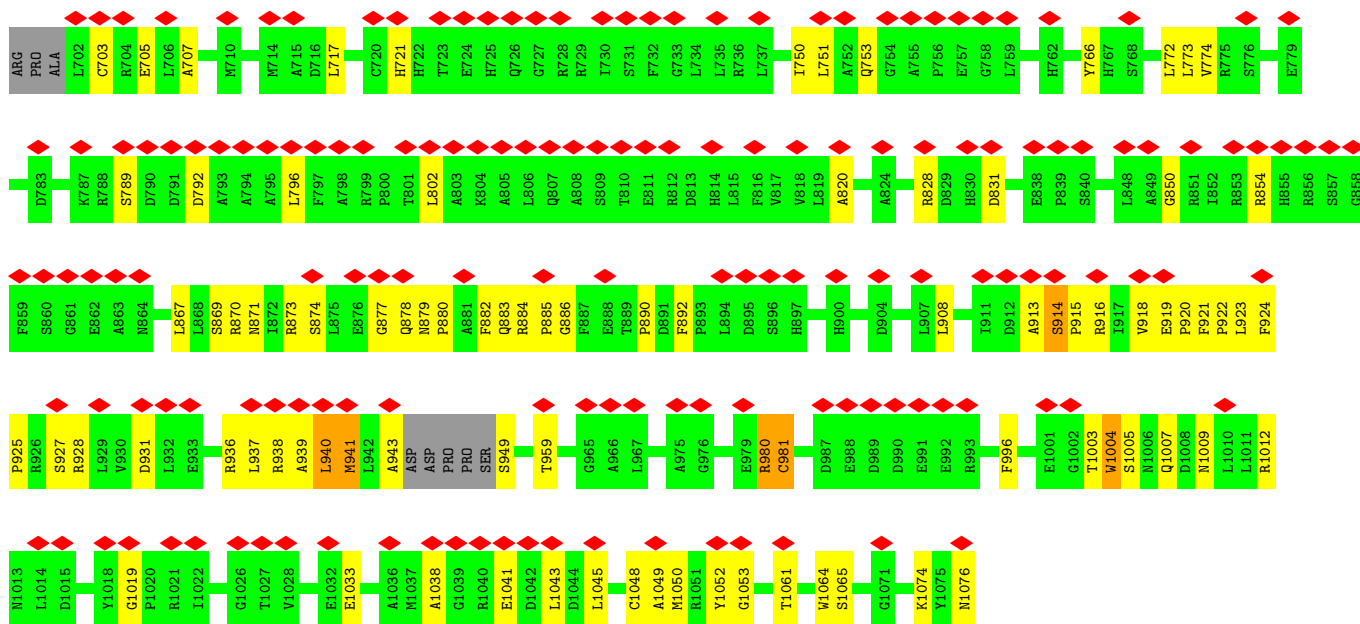 ARG PRO ALA L702 C703 R704 E705 L706 A707 M710 M714 A715 D716 L717 C720 H721 H722 T723 E724 H725 Q726 G727 R728 R729 I730 S731 F732 G733 L734 L735 R736 L737 I750 L751 A752 Q753 G754 A755 P756 E757 G758 L759 H762 Y766 H767 S768 L772 L773 V774 R775 S776 E779
D783 K787 R788 S789 D790 D791 D792 A793 A794 A795 L796 F797 A798 R799 P800 T801 L802 A803 K804 A805 L806 Q807 A808 S809 T810 E811 R812 D813 H814 L815 F816 V817 V818 L819 A820 A824 R828 D829 H830 D831 E838 P839 S840 L848 A849 G850 R851 I852 R853 R854 H855 R856 S857 G858
F859 S860 G861 E862 A863 N864 L867 L868 S869 R870 N871 I872 R873 S874 L875 E876 G877 Q878 N879 P880 A881 F882 Q883 R884 P885 G886 F887 E888 T889 P890 D891 F892 P893 L894 D895 S896 H897 H900 D904 L907 L908 I911 D912 A913 S914 P915 R916 I917 V918 E919 P920 F921 P922 L923 F924
P925 R926 S927 R928 L929 V930 D931 L932 E933 R936 L937 R938 A939 L940 M941 L942 A943 ASP ASP PRO PRO SER S949 T959 G965 A966 L967 A975 G976 E979 R980 C981 D987 E988 D989 D990 E991 E992 R993 F996 E1001 G1002 T1003 W1004 S1005 N1006 Q1007 D1008 N1009 L1010 L1011 R1012
N1013 L1014 D1015 Y1018 G1019 P1020 R1021 I1022 G1026 T1027 V1028 E1032 E1033 A1036 M1037 A1038 G1039 R1040 E1041 D1042 L1043 D1044 L1045 C1048 A1049 M1050 R1051 Y1052 G1053 T1061 W1064 S1065 G1071 K1074 Y1075 N1076